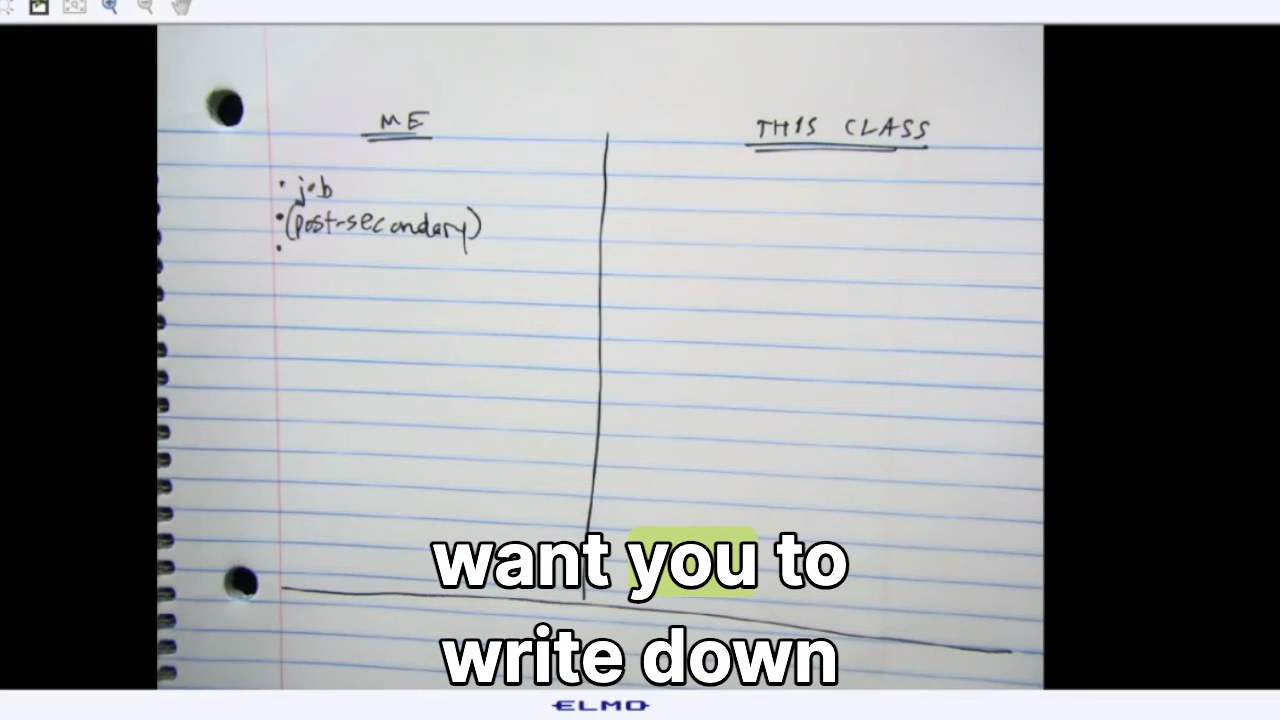 ME
THIS CLASS
• job
• (post-secondary)
•
want you to
write down
ELMO